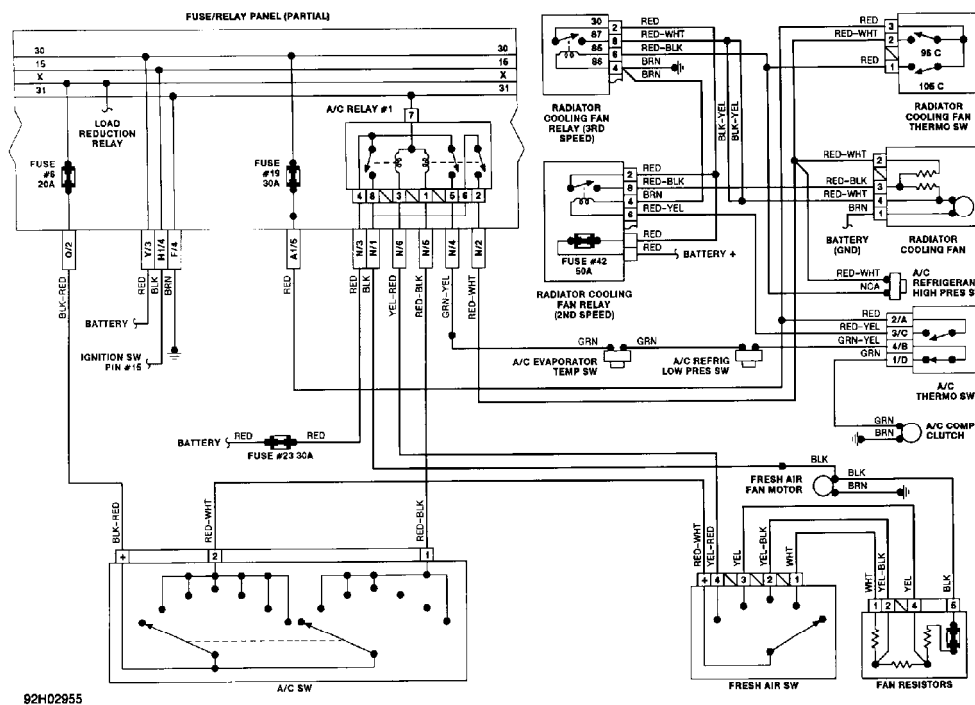 FUSE/RELAY PANEL (PARTIAL)
30
15
X
31
30
15
X
31
A/C RELAY #1
7
LOAD
REDUCTION
RELAY
FUSE
#6
20A
FUSE
#19
30A
4 8 3 1 5 6 2
G/2
Y/3
H1/4
F/4
A1/5
N/3
N/1
N/6
N/5
N/4
N/2
BLK-RED
RED
BLK
BRN
RED
RED
BLK
YEL-RED
RED-BLK
GRN-YEL
RED-WHT
BATTERY
IGNITION SW
PIN #15
BATTERY
RED
RED
FUSE #23 30A
30
87
85
86
2
8
6
4
RED
RED-WHT
RED-BLK
BRN
BRN
RADIATOR
COOLING FAN
RELAY (3RD
SPEED)
BLK-YEL
BLK-YEL
2
8
4
6
RED
RED-BLK
BRN
RED-YEL
RED
RED
BATTERY +
FUSE #42
50A
RADIATOR COOLING
FAN RELAY
(2ND SPEED)
RED
RED-WHT
RED
3
2
1
95 C
105 C
RADIATOR
COOLING FAN
THERMO SW
RED-WHT
RED-BLK
RED-WHT
BRN
2
3
4
1
BATTERY
(GND)
RADIATOR
COOLING FAN
RED-WHT
NCA
A/C
REFRIGERAN
HIGH PRES S
RED
RED-YEL
GRN-YEL
GRN
2/A
3/C
4/B
1/D
A/C
THERMO SW
GRN
GRN
A/C EVAPORATOR
TEMP SW
A/C REFRIG
LOW PRES SW
GRN
BRN
A/C COMP
CLUTCH
BLK
FRESH AIR
FAN MOTOR
BLK
BRN
BLK-RED
RED-WHT
RED-BLK
+ 2 1
A/C SW
RED-WHT
YEL-RED
YEL
YEL-BLK
WHT
+ 4 3 2 1
FRESH AIR SW
WHT
YEL-BLK
YEL
BLK
1 2 4 5
FAN RESISTORS
92H02955